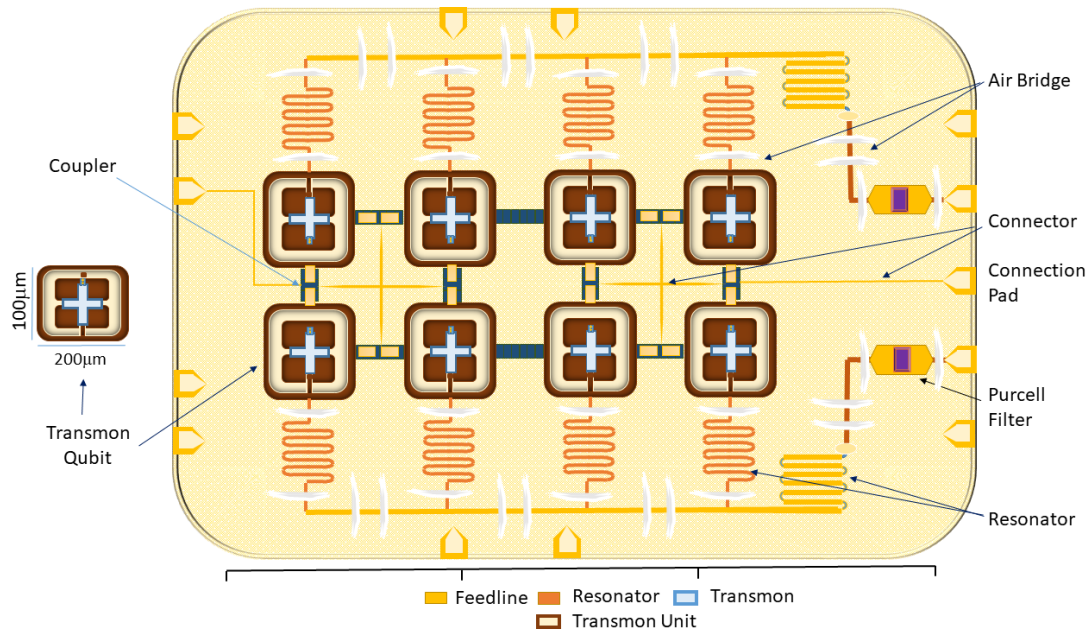 Air Bridge
Coupler
Connector
Connection
Pad
100µm
200µm
Purcell
Filter
Transmon
Qubit
Resonator
Feedline
Resonator
Transmon
Transmon Unit